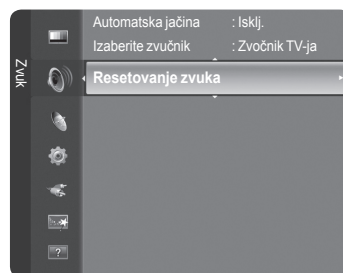 Zvuk
Automatska jačina : Isklj.
Izaberite zvučnik : Zvočnik TV-ja
Resetovanje zvuka
?